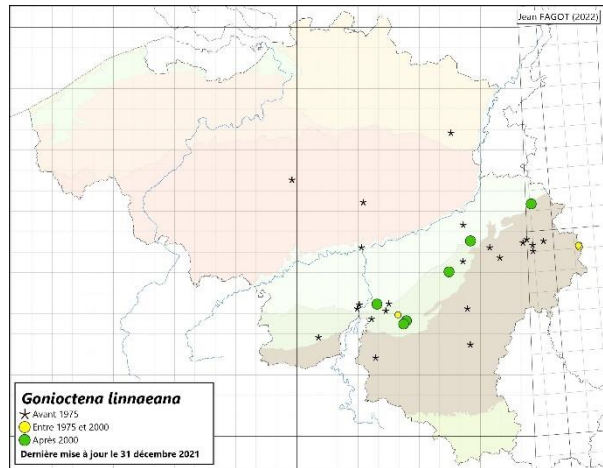 Jean FAGOT (2022)
Gonioctena linnaeana
Avant 1975
Entre 1975 et 2000
Après 2000
Dernière mise à jour le 31 décembre 2021